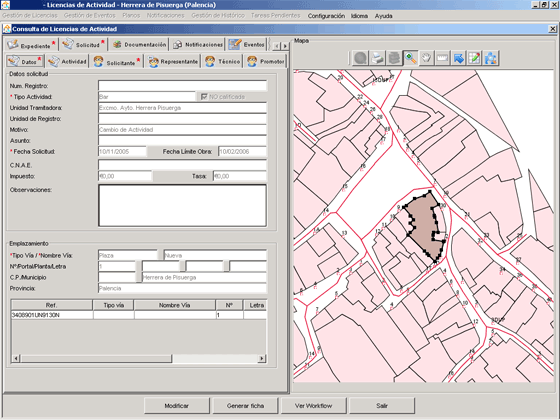 - Licencias de Actividad - Herrera de Pisuerga (Palencia)
Gestión de Licencias Gestión de Eventos Planos Notificaciones Gestión de Histórico Tareas Pendientes Configuración Idioma Ayuda
Consulta de Licencias de Actividad
Expediente * Solicitud * Documentación Notificaciones Eventos Mapa
Datos * Actividad Solicitante * Representante Técnico Promotor
Datos solicitud
Num. Registro:
* Tipo Actividad: Bar NO calificada
Unidad Tramitadora: Excmo. Ayto. Herrera Pisuerga
Unidad de Registro:
Motivo: Cambio de Actividad
Asunto:
* Fecha Solicitud: 10/11/2005 Fecha Límite Obra: 10/02/2006
C.N.A.E.
Impuesto: €0,00 Tasa: €0,00
Observaciones:
Emplazamiento
*Tipo Vía / *Nombre Vía: Plaza Nueva
Nº/Portal/Planta/Letra 1
C.P./Municipio Herrera de Pisuerga
Provincia: Palencia
Ref. Tipo vía Nombre Vía Nº Letra
3408901UN9130N 1
Modificar Generar ficha Ver Workflow Salir